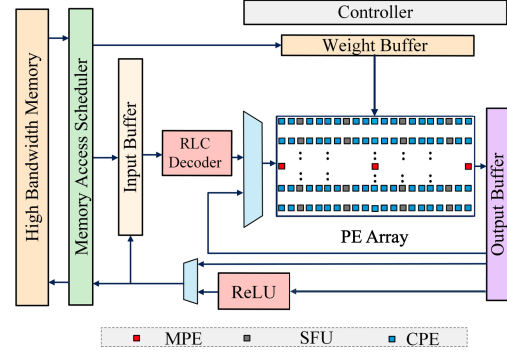 Controller
High Bandwidth Memory
Memory Access Scheduler
Input Buffer
Weight Buffer
RLC
Decoder
PE Array
Output Buffer
ReLU
MPE
SFU
CPE